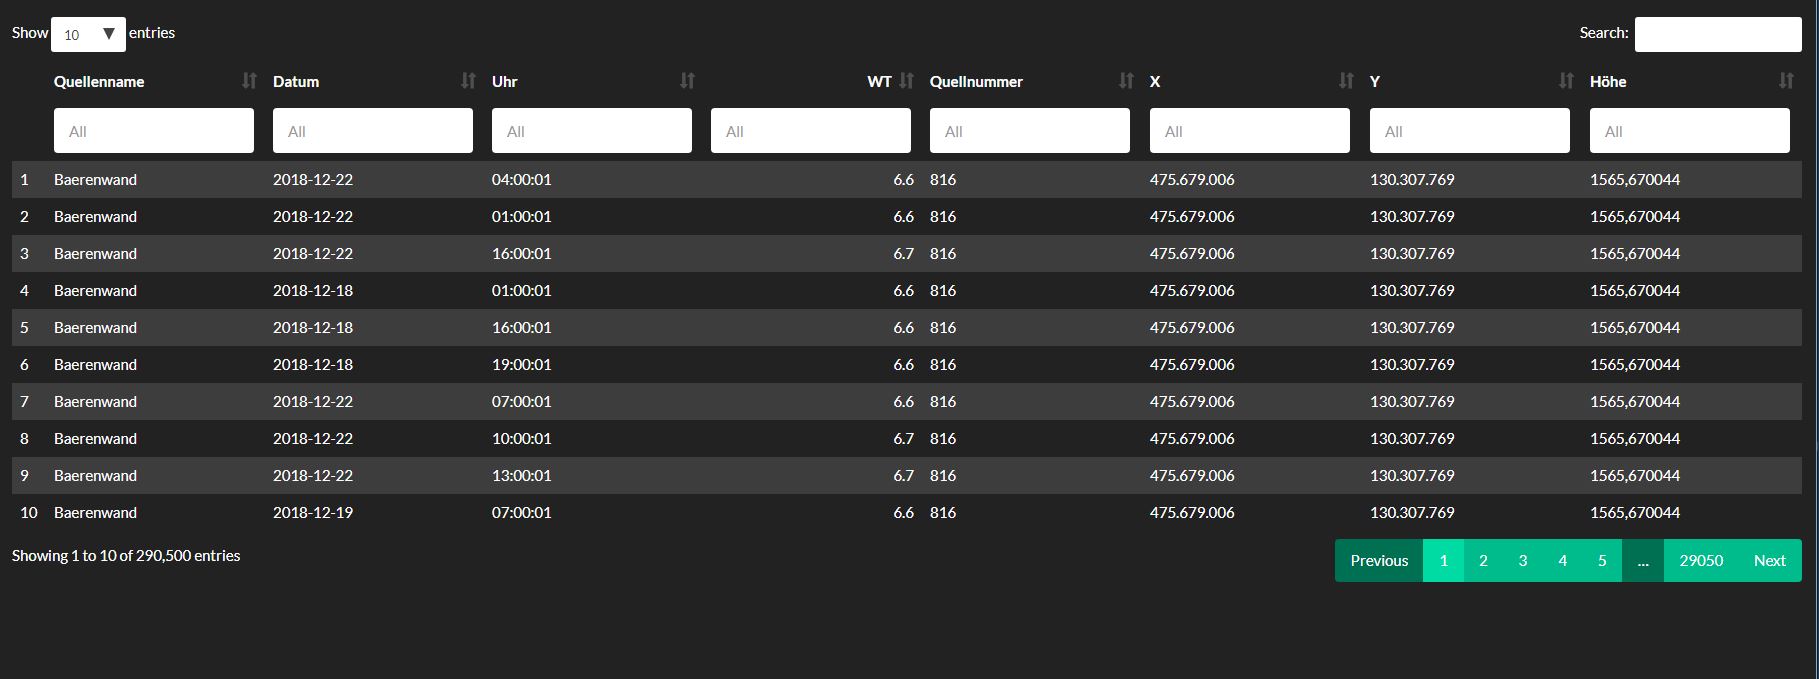 Show 10 entries Search:
Quellenname Datum Uhr WT Quellnummer X Y Höhe
All All All All All All All All
1 Baerenwand 2018-12-22 04:00:01 6.6 816 475.679.006 130.307.769 1565,670044
2 Baerenwand 2018-12-22 01:00:01 6.6 816 475.679.006 130.307.769 1565,670044
3 Baerenwand 2018-12-22 16:00:01 6.7 816 475.679.006 130.307.769 1565,670044
4 Baerenwand 2018-12-18 01:00:01 6.6 816 475.679.006 130.307.769 1565,670044
5 Baerenwand 2018-12-18 16:00:01 6.6 816 475.679.006 130.307.769 1565,670044
6 Baerenwand 2018-12-18 19:00:01 6.6 816 475.679.006 130.307.769 1565,670044
7 Baerenwand 2018-12-22 07:00:01 6.6 816 475.679.006 130.307.769 1565,670044
8 Baerenwand 2018-12-22 10:00:01 6.7 816 475.679.006 130.307.769 1565,670044
9 Baerenwand 2018-12-22 13:00:01 6.7 816 475.679.006 130.307.769 1565,670044
10 Baerenwand 2018-12-19 07:00:01 6.6 816 475.679.006 130.307.769 1565,670044
Showing 1 to 10 of 290,500 entries Previous 1 2 3 4 5 ... 29050 Next